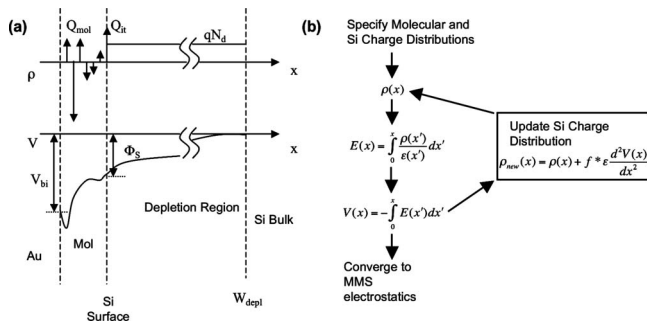 (a)
Q_mol
Q_it
qN_d
ρ
x
V
x
Φ_S
V_bi
Depletion Region
Si Bulk
Mol
Au
Si
Surface
W_depl
(b)
Specify Molecular and
Si Charge Distributions
ρ(x)
E(x) = ∫_0^x ρ(x')/ε(x') dx'
V(x) = -∫_0^x E(x')dx'
Converge to
MMS
electrostatics
Update Si Charge
Distribution
ρ_new(x) = ρ(x) + f * ε d²V(x)/dx²